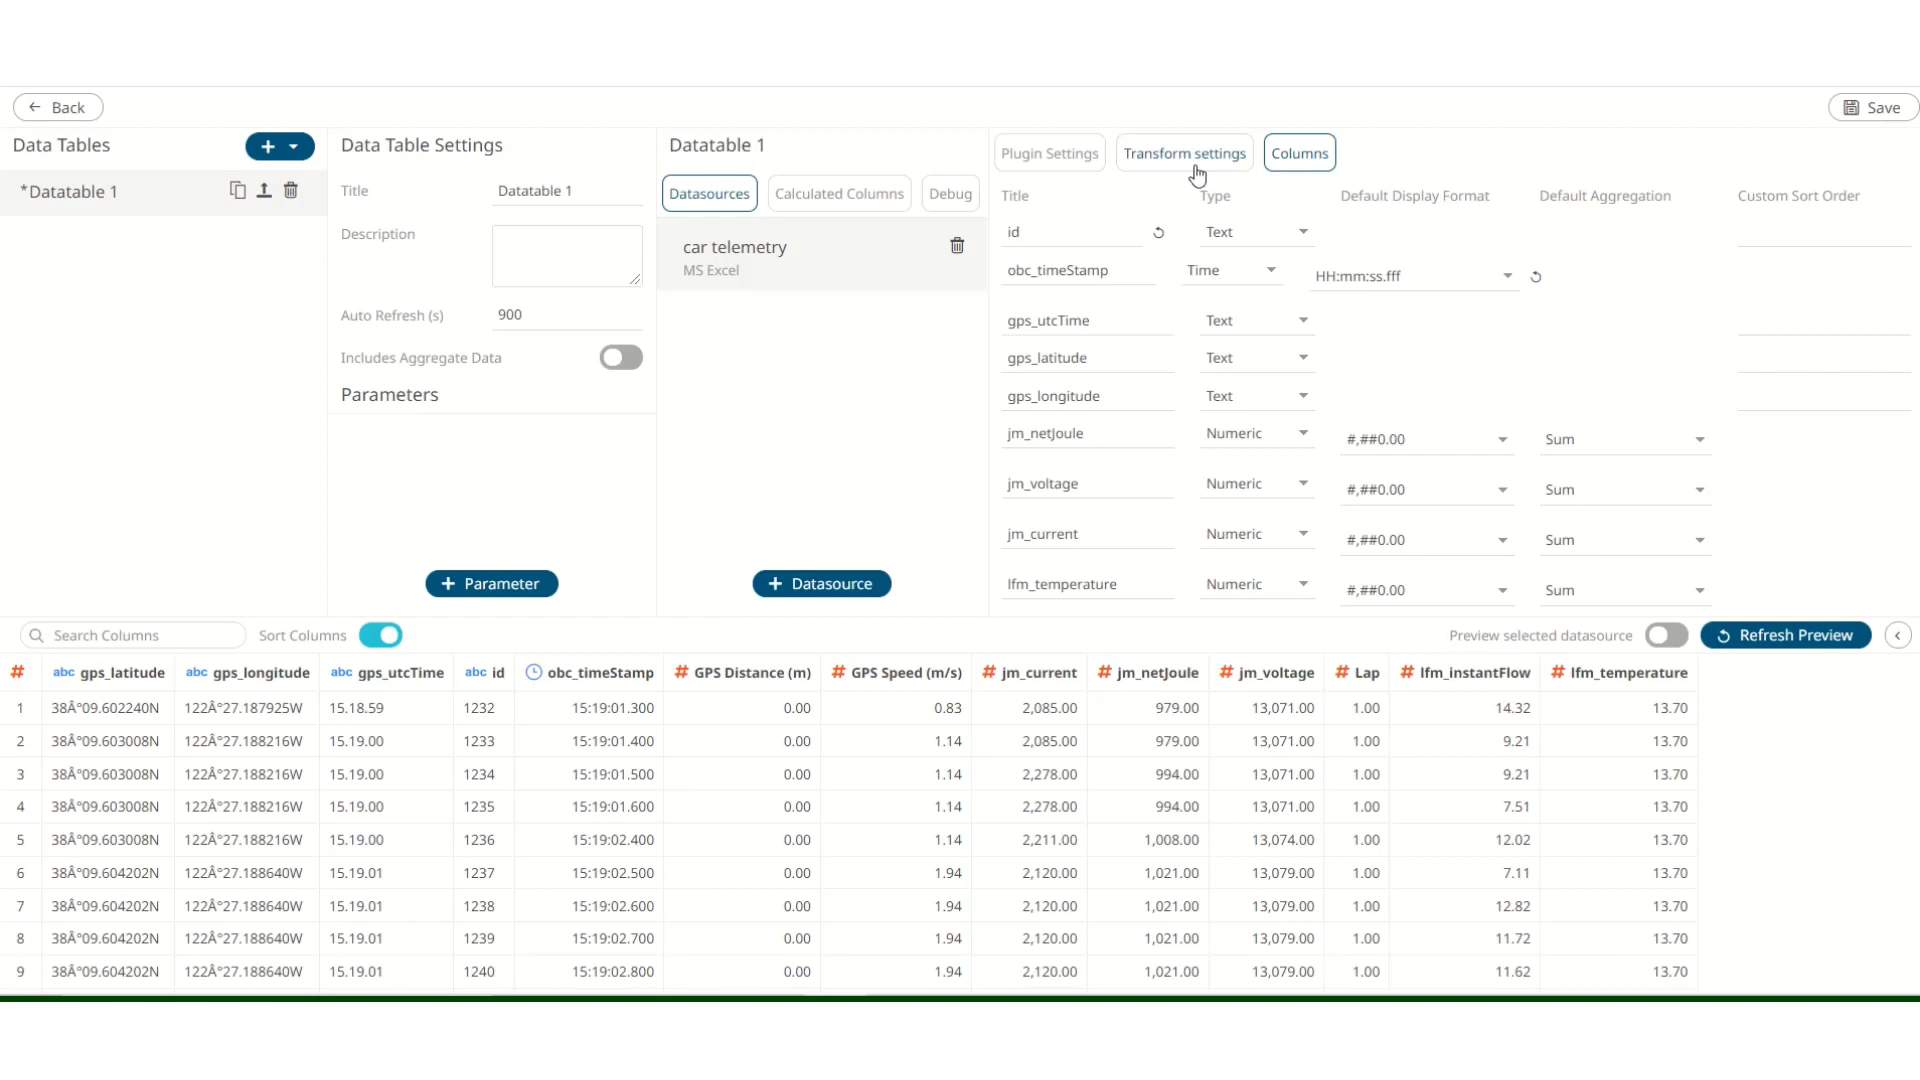 Back
Save
Data Tables
+
*Datatable 1
Data Table Settings
Title
Datatable 1
Description
Auto Refresh (s)
900
Includes Aggregate Data
Parameters
+ Parameter
Datatable 1
Datasources
Calculated Columns
Debug
car telemetry
MS Excel
+ Datasource
Plugin Settings
Transform settings
Columns
Title Type Default Display Format Default Aggregation Custom Sort Order
id Text
obc_timeStamp Time HH:mm:ss.fff
gps_utcTime Text
gps_latitude Text
gps_longitude Text
jm_netJoule Numeric #,##0.00 Sum
jm_voltage Numeric #,##0.00 Sum
jm_current Numeric #,##0.00 Sum
lfm_temperature Numeric #,##0.00 Sum
Search Columns Sort Columns Preview selected datasource Refresh Preview
# abc gps_latitude abc gps_longitude abc gps_utcTime abc id obc_timeStamp # GPS Distance (m) # GPS Speed (m/s) # jm_current # jm_netJoule # jm_voltage # Lap # lfm_instantFlow # lfm_temperature
1 38Â°09.602240N 122Â°27.187925W 15.18.59 1232 15:19:01.300 0.00 0.83 2,085.00 979.00 13,071.00 1.00 14.32 13.70
2 38Â°09.603008N 122Â°27.188216W 15.19.00 1233 15:19:01.400 0.00 1.14 2,085.00 979.00 13,071.00 1.00 9.21 13.70
3 38Â°09.603008N 122Â°27.188216W 15.19.00 1234 15:19:01.500 0.00 1.14 2,278.00 994.00 13,071.00 1.00 9.21 13.70
4 38Â°09.603008N 122Â°27.188216W 15.19.00 1235 15:19:01.600 0.00 1.14 2,278.00 994.00 13,071.00 1.00 7.51 13.70
5 38Â°09.603008N 122Â°27.188216W 15.19.00 1236 15:19:02.400 0.00 1.14 2,211.00 1,008.00 13,074.00 1.00 12.02 13.70
6 38Â°09.604202N 122Â°27.188640W 15.19.01 1237 15:19:02.500 0.00 1.94 2,120.00 1,021.00 13,079.00 1.00 7.11 13.70
7 38Â°09.604202N 122Â°27.188640W 15.19.01 1238 15:19:02.600 0.00 1.94 2,120.00 1,021.00 13,079.00 1.00 12.82 13.70
8 38Â°09.604202N 122Â°27.188640W 15.19.01 1239 15:19:02.700 0.00 1.94 2,120.00 1,021.00 13,079.00 1.00 11.72 13.70
9 38Â°09.604202N 122Â°27.188640W 15.19.01 1240 15:19:02.800 0.00 1.94 2,120.00 1,021.00 13,079.00 1.00 11.62 13.70